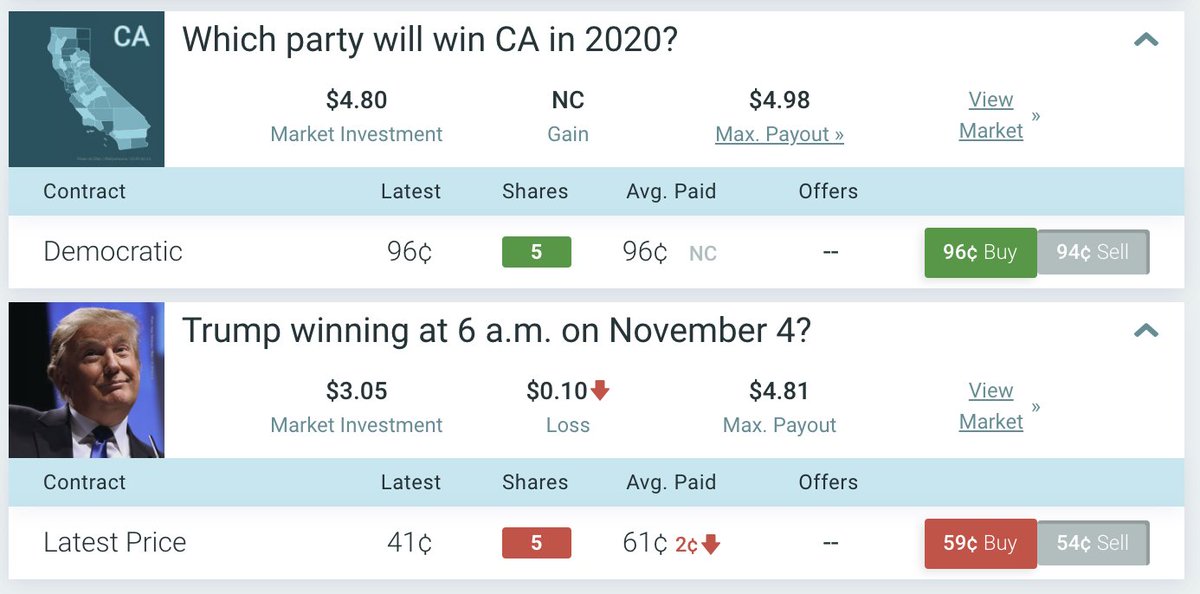 CA
Which party will win CA in 2020?
$4.80
Market Investment
NC
Gain
$4.98
Max. Payout »
View
Market »
Contract Latest Shares Avg. Paid Offers
Democratic 96¢ 5 96¢ NC -- 96¢ Buy 94¢ Sell
Trump winning at 6 a.m. on November 4?
$3.05
Market Investment
$0.10
Loss
$4.81
Max. Payout
View
Market »
Contract Latest Shares Avg. Paid Offers
Latest Price 41¢ 5 61¢ 2¢ -- 59¢ Buy 54¢ Sell